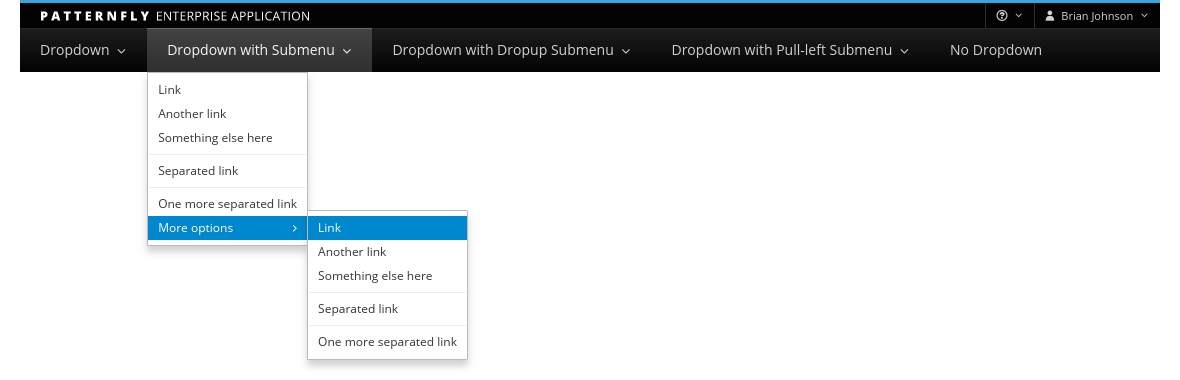 PATTERNFLY ENTERPRISE APPLICATION
Brian Johnson
Dropdown Dropdown with Submenu Dropdown with Dropup Submenu Dropdown with Pull-left Submenu No Dropdown
Link
Another link
Something else here
Separated link
One more separated link
More options
Link
Another link
Something else here
Separated link
One more separated link